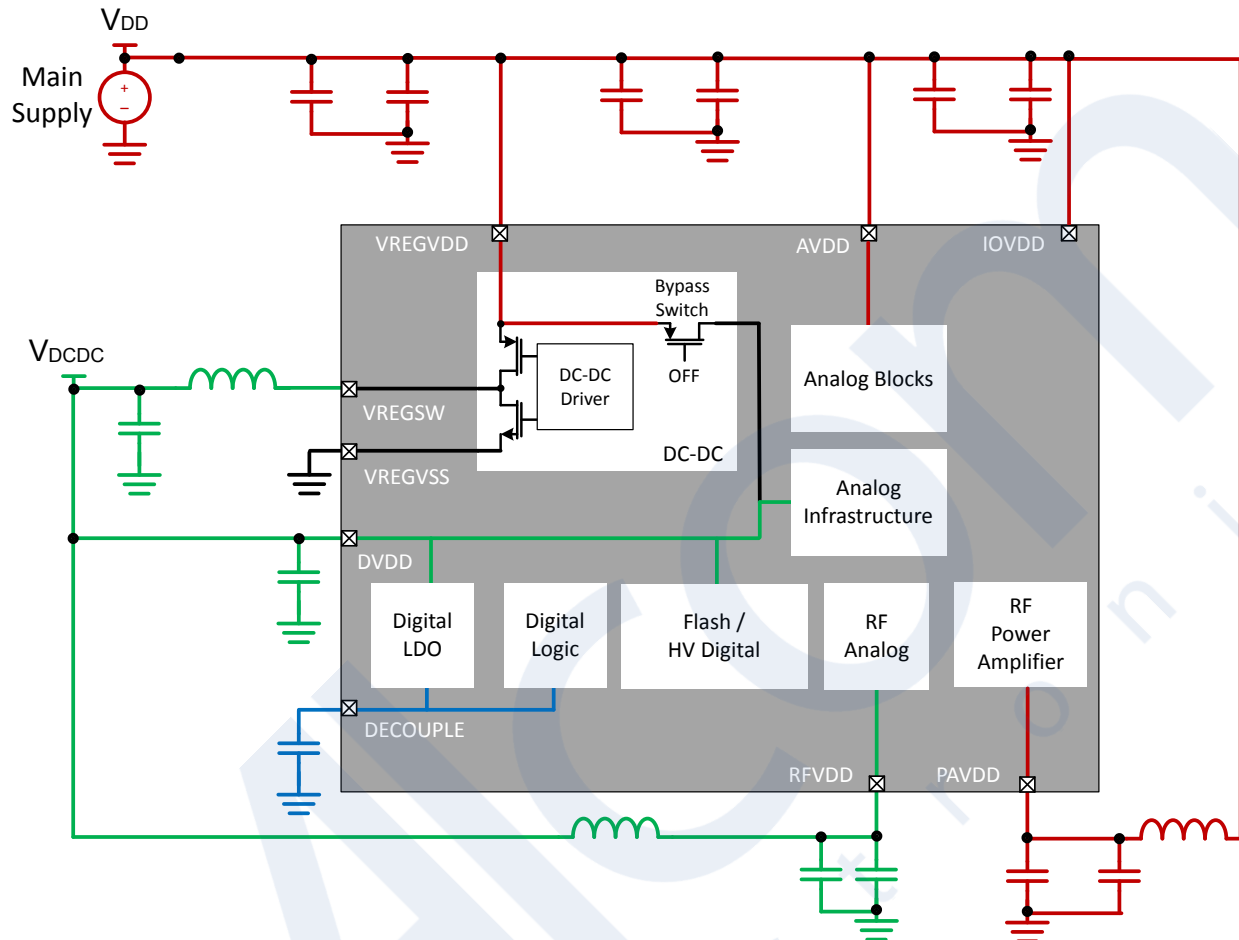 VDD
Main
Supply
+
−
VREGVDD
AVDD
IOVDD
Bypass
Switch
OFF
DC-DC
Driver
DC-DC
Analog Blocks
VDCDC
VREGSW
VREGVSS
Analog
Infrastructure
DVDD
Digital
LDO
Digital
Logic
Flash /
HV Digital
RF
Analog
RF
Power
Amplifier
DECOUPLE
RFVDD
PAVDD